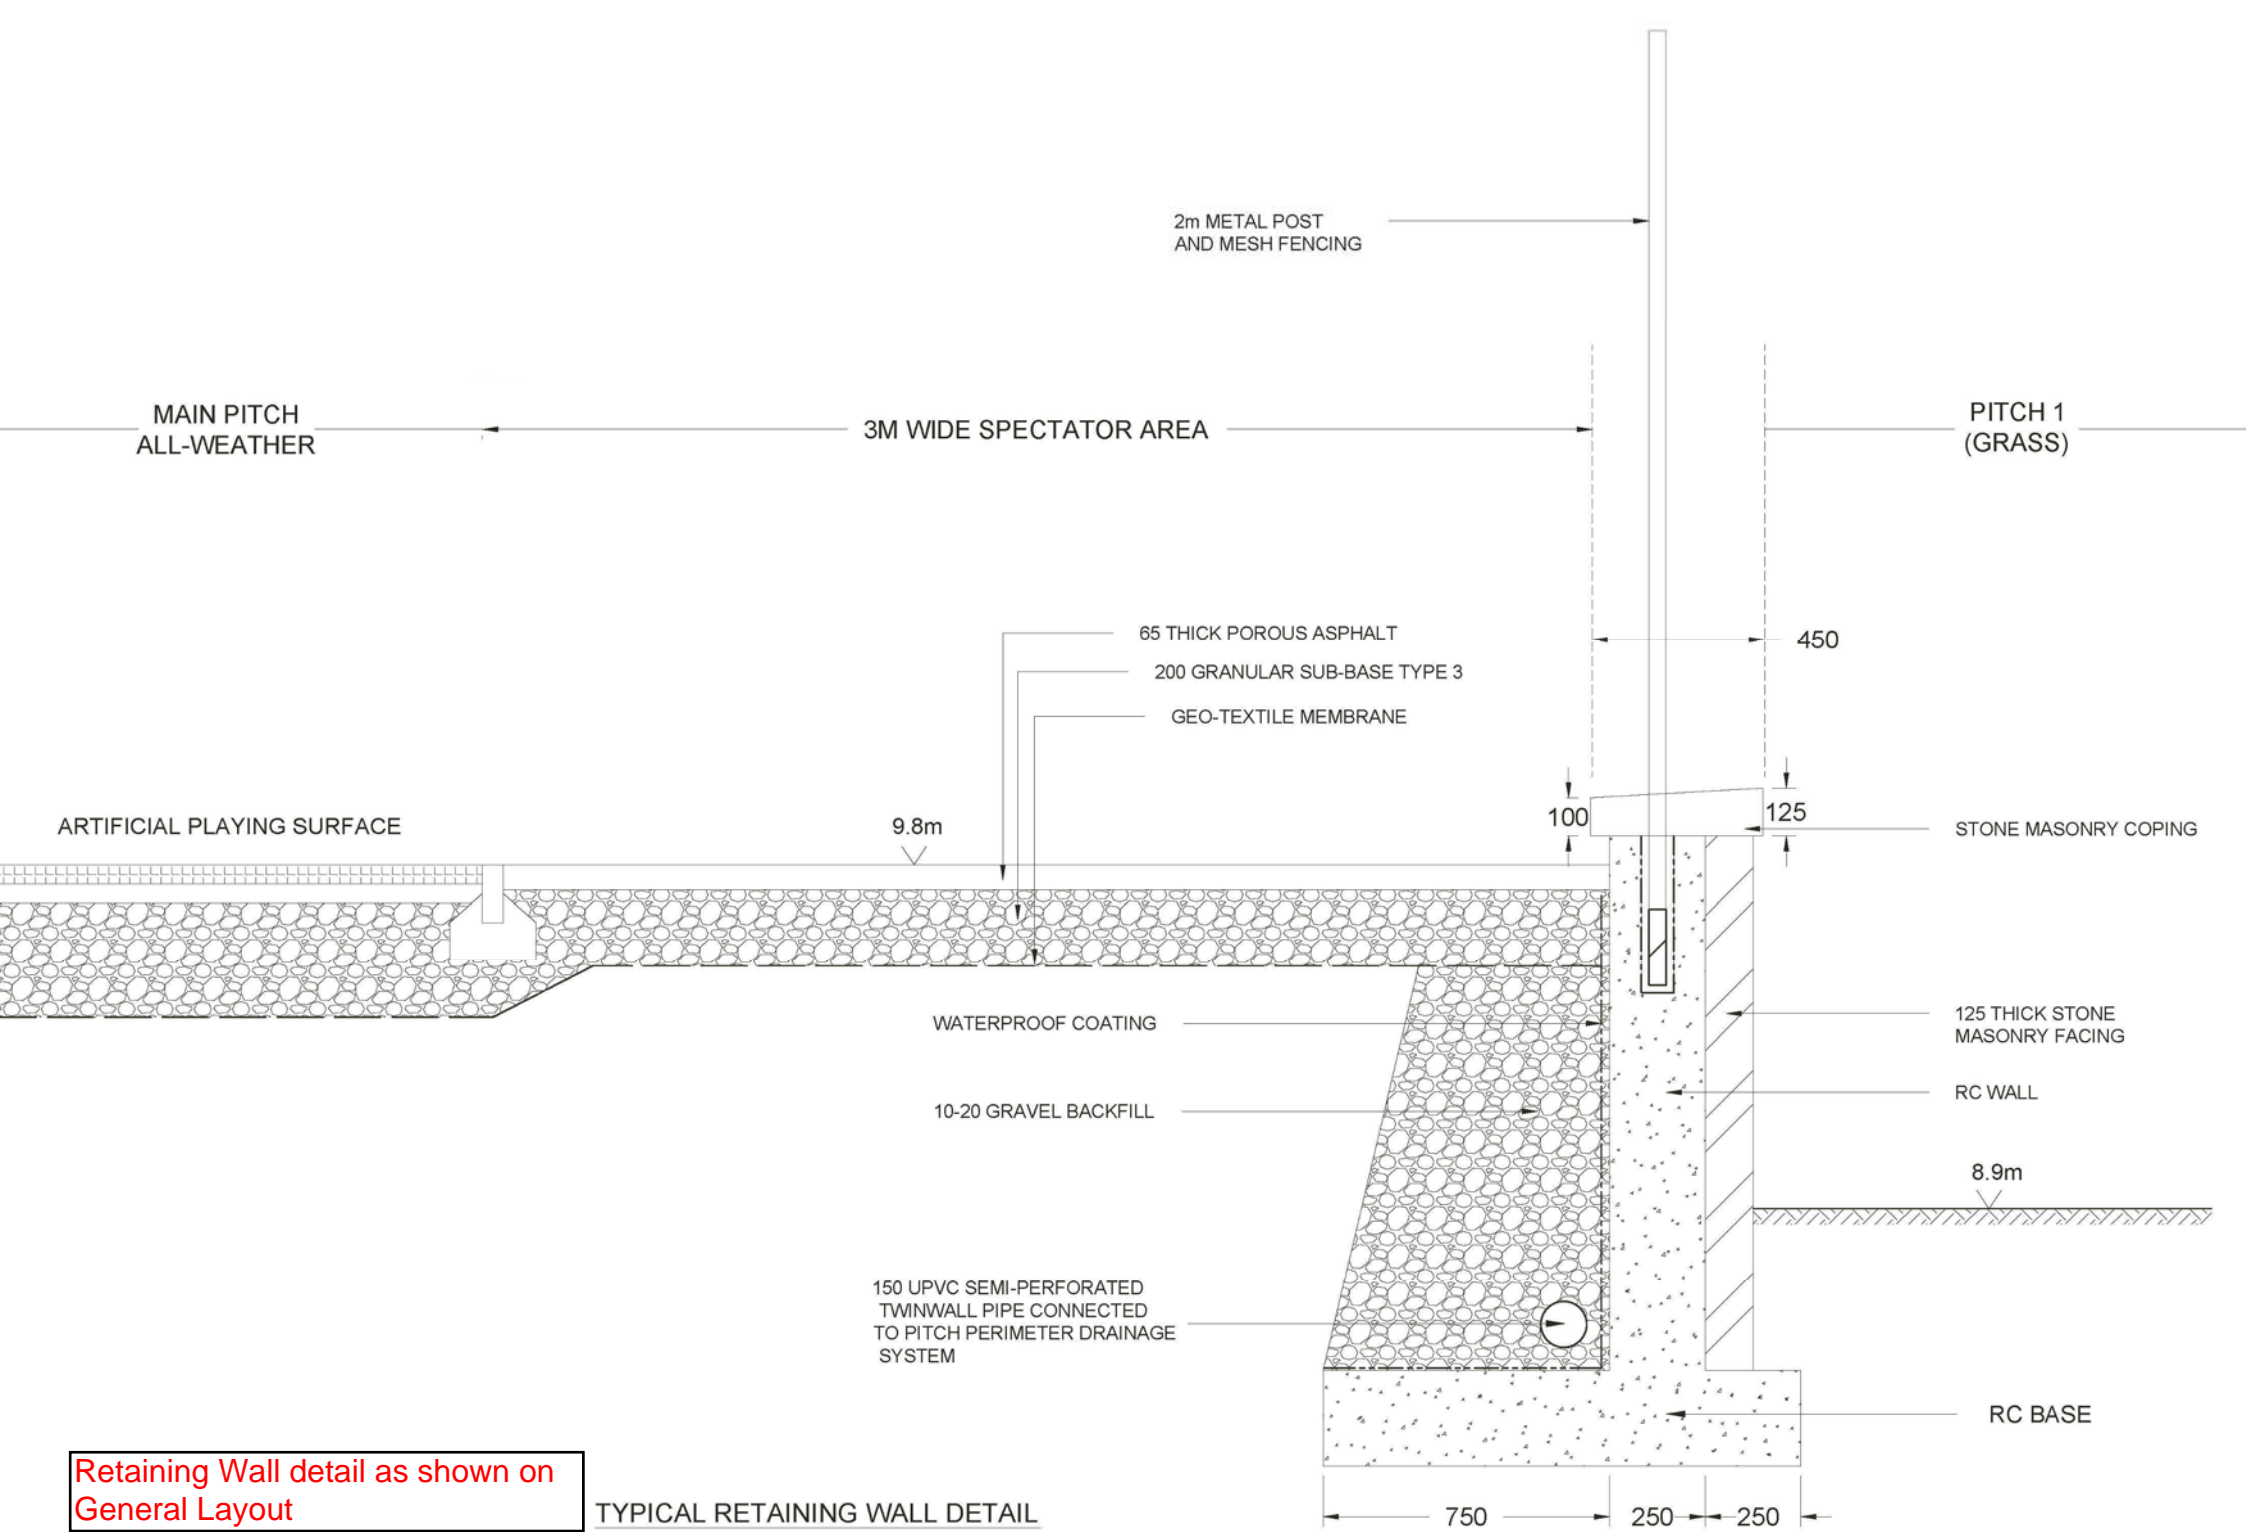 2m METAL POST
AND MESH FENCING
MAIN PITCH
ALL-WEATHER
3M WIDE SPECTATOR AREA
PITCH 1
(GRASS)
65 THICK POROUS ASPHALT
450
200 GRANULAR SUB-BASE TYPE 3
GEO-TEXTILE MEMBRANE
ARTIFICIAL PLAYING SURFACE
9.8m
100
125
STONE MASONRY COPING
WATERPROOF COATING
125 THICK STONE
MASONRY FACING
10-20 GRAVEL BACKFILL
RC WALL
8.9m
150 UPVC SEMI-PERFORATED
TWINWALL PIPE CONNECTED
TO PITCH PERIMETER DRAINAGE
SYSTEM
RC BASE
Retaining Wall detail as shown on
General Layout
TYPICAL RETAINING WALL DETAIL
750
250
250